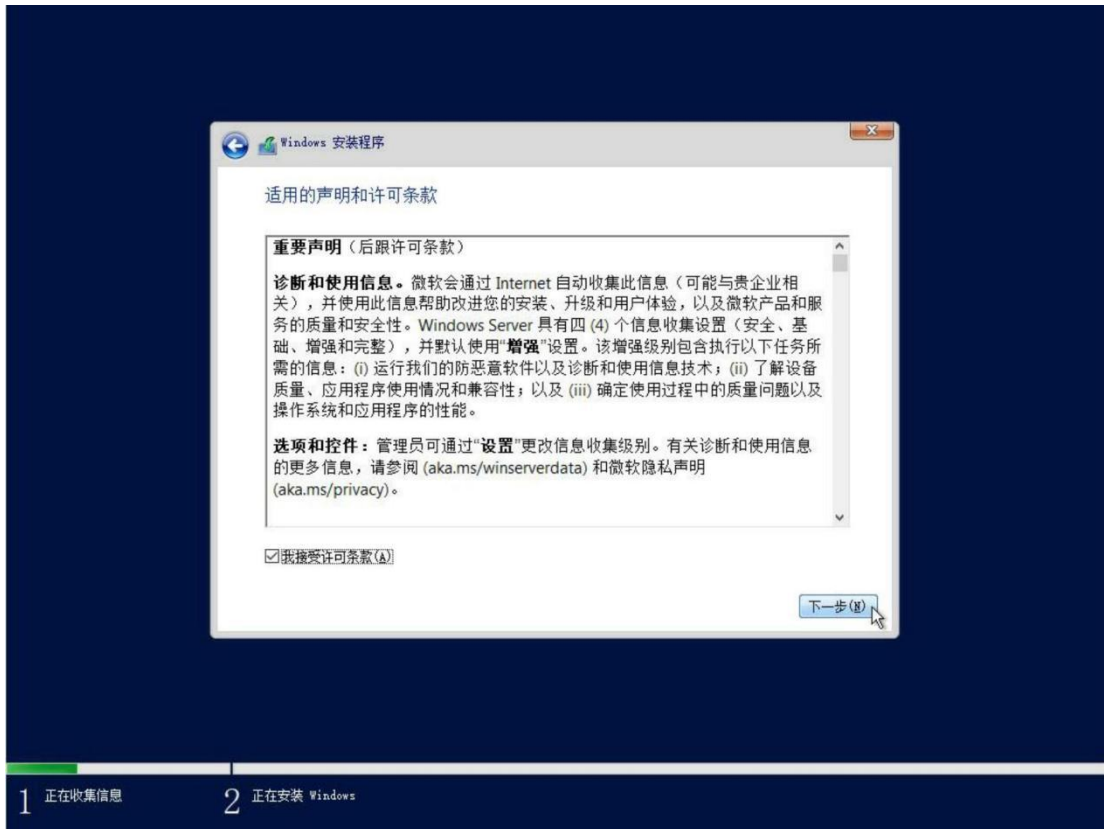 Windows 安装程序
适用的声明和许可条款
重要声明（后跟许可条款）
诊断和使用信息。微软会通过 Internet 自动收集此信息（可能与贵企业相
关），并使用此信息帮助改进您的安装、升级和用户体验，以及微软产品和服
务的质量和安全性。Windows Server 具有四 (4) 个信息收集设置（安全、基
础、增强和完整），并默认使用“增强”设置。该增强级别包含执行以下任务所
需的信息：(i) 运行我们的防恶意软件以及诊断和使用信息技术；(ii) 了解设备
质量、应用程序使用情况和兼容性；以及 (iii) 确定使用过程中的质量问题以及
操作系统和应用程序的性能。
选项和控件：管理员可通过“设置”更改信息收集级别。有关诊断和使用信息
的更多信息，请参阅 (aka.ms/winserverdata) 和微软隐私声明
(aka.ms/privacy)。
我接受许可条款(A)
下一步(N)
1 正在收集信息
2 正在安装 Windows